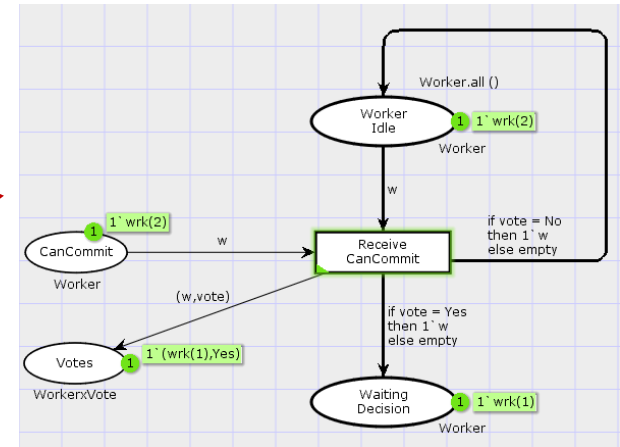 Worker.all ()
Worker
Idle
1
1`wrk(2)
Worker
w
1
1`wrk(2)
CanCommit
Worker
w
Receive
CanCommit
if vote = No
then 1`w
else empty
(w,vote)
if vote = Yes
then 1`w
else empty
Votes
1
1`(wrk(1),Yes)
WorkerxVote
Waiting
Decision
1
1`wrk(1)
Worker